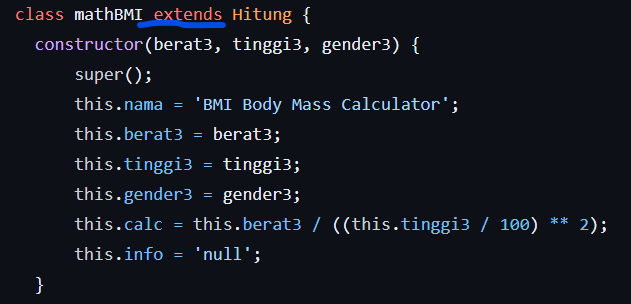 class mathBMI extends Hitung {
constructor(berat3, tinggi3, gender3) {
super();
this.nama = 'BMI Body Mass Calculator';
this.berat3 = berat3;
this.tinggi3 = tinggi3;
this.gender3 = gender3;
this.calc = this.berat3 / ((this.tinggi3 / 100) ** 2);
this.info = 'null';
}